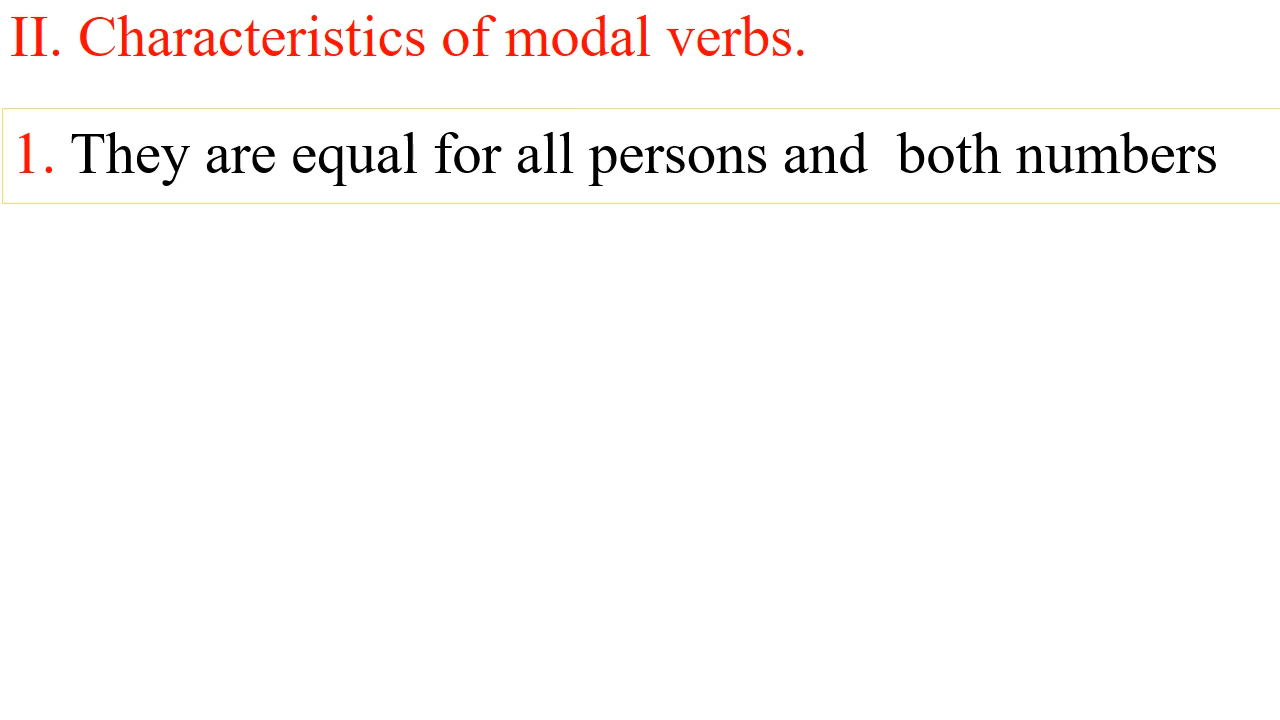 II. Characteristics of modal verbs.
1. They are equal for all persons and  both numbers